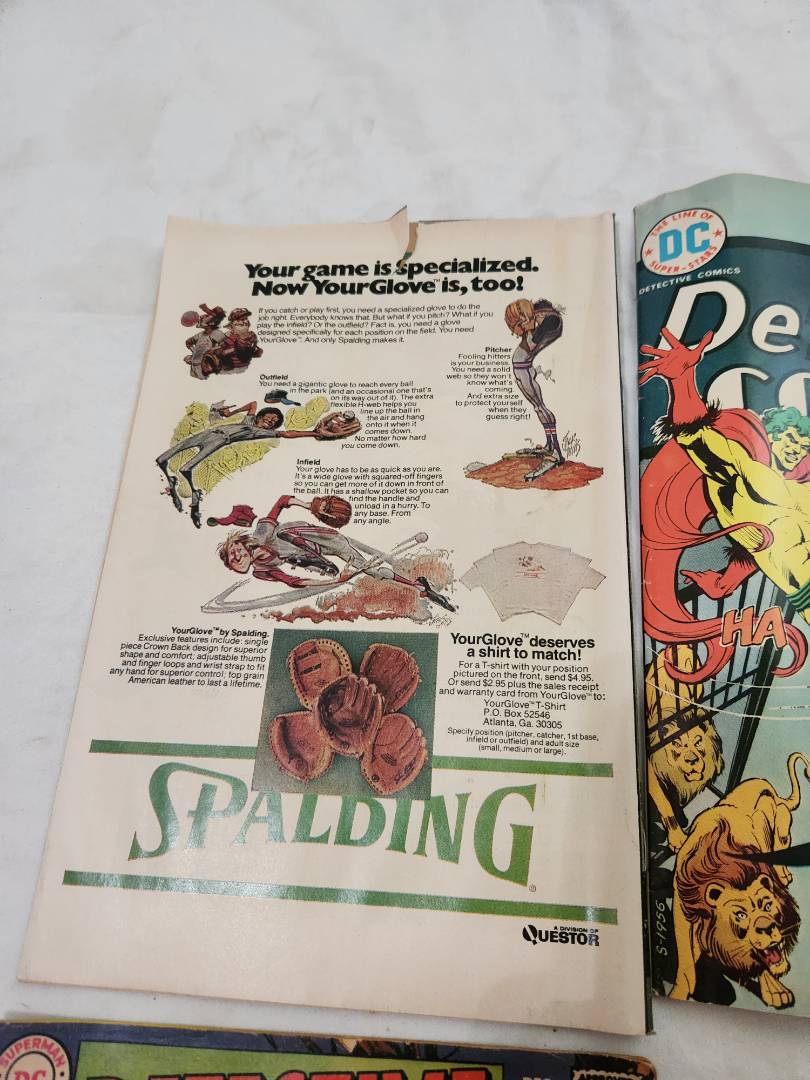 Your game is specialized.
Now YourGlove™ is, too!
If you catch or play first, you need a specialized glove to do the
job right. Everybody knows that. But what if you pitch? What if you
play the infield? Or the outfield? Fact is, you need a glove
designed specifically for each position on the field. You need
YourGlove™. And only Spalding makes it.
Pitcher
Fooling hitters
is your business.
You need a solid
web so they won't
know what's
coming.
And extra size
to protect yourself
when they
guess right!
Outfield
You need a gigantic glove to reach every ball
in the park (and an occasional one that's
on its way out of it). The extra
flexible H-web helps you
line up the ball in
the air and hang
onto it when it
comes down.
No matter how hard
you come down.
Infield
Your glove has to be as quick as you are.
It's a wide glove with squared-off fingers
so you can get more of it down in front of
the ball. It has a shallow pocket so you can
find the handle and
unload in a hurry. To
any base. From
any angle.
YourGlove™ by Spalding.
Exclusive features include: single
piece Crown Back design for superior
shape and comfort; adjustable thumb
and finger loops and wrist strap to fit
any hand for superior control; top grain
American leather to last a lifetime.
YourGlove™ deserves
a shirt to match!
For a T-shirt with your position
pictured on the front, send $4.95.
Or send $2.95 plus the sales receipt
and warranty card from YourGlove™ to:
YourGlove™ T-Shirt
P.O. Box 52546
Atlanta, Ga. 30305
Specify position (pitcher, catcher, 1st base,
infield or outfield) and adult size
(small, medium or large).
SPALDING®
A DIVISION OF
QUESTOR
THE LINE OF
DC
SUPER-STARS
DETECTIVE COMICS
De
HA
S-1956
SUPERMAN
DC
DETECTIVE
DEC.
APPROVED